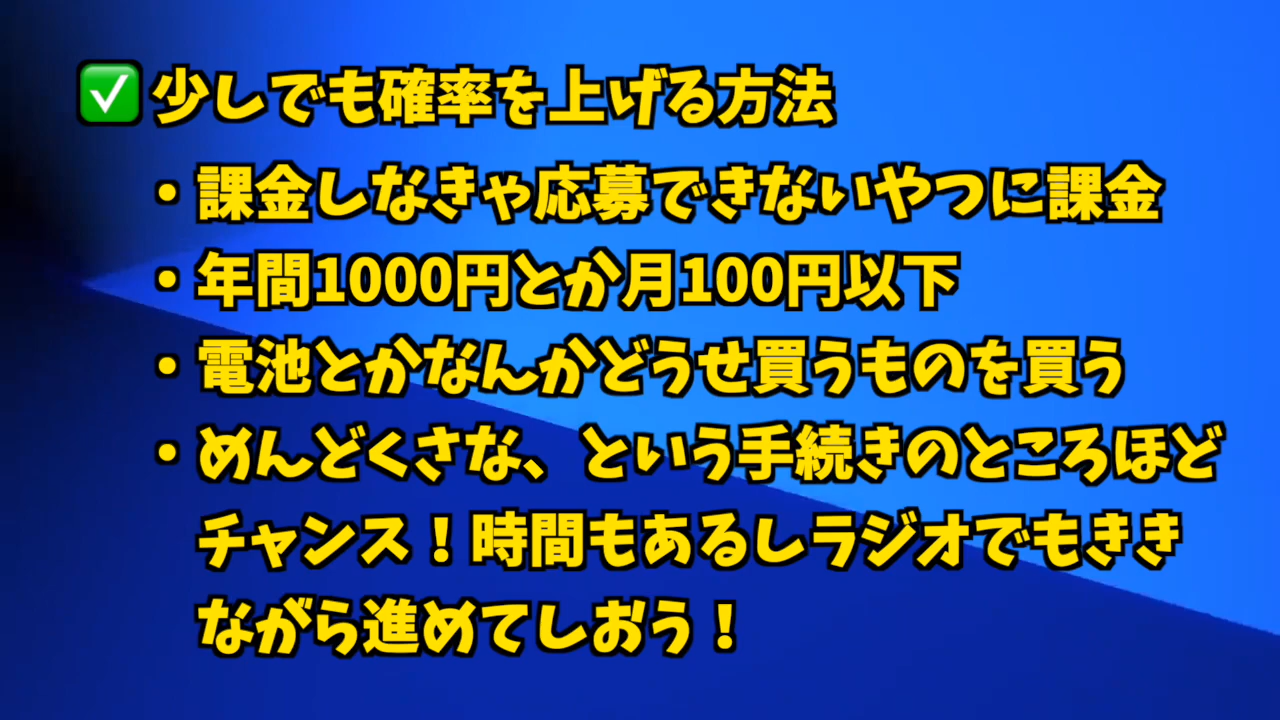 ✅少しでも確率を上げる方法
・課金しなきゃ応募できないやつに課金
・年間1000円とか月100円以下
・電池とかなんかどうせ買うものを買う
・めんどくさな、という手続きのところほど
チャンス！時間もあるしラジオでもきき
ながら進めてしおう！